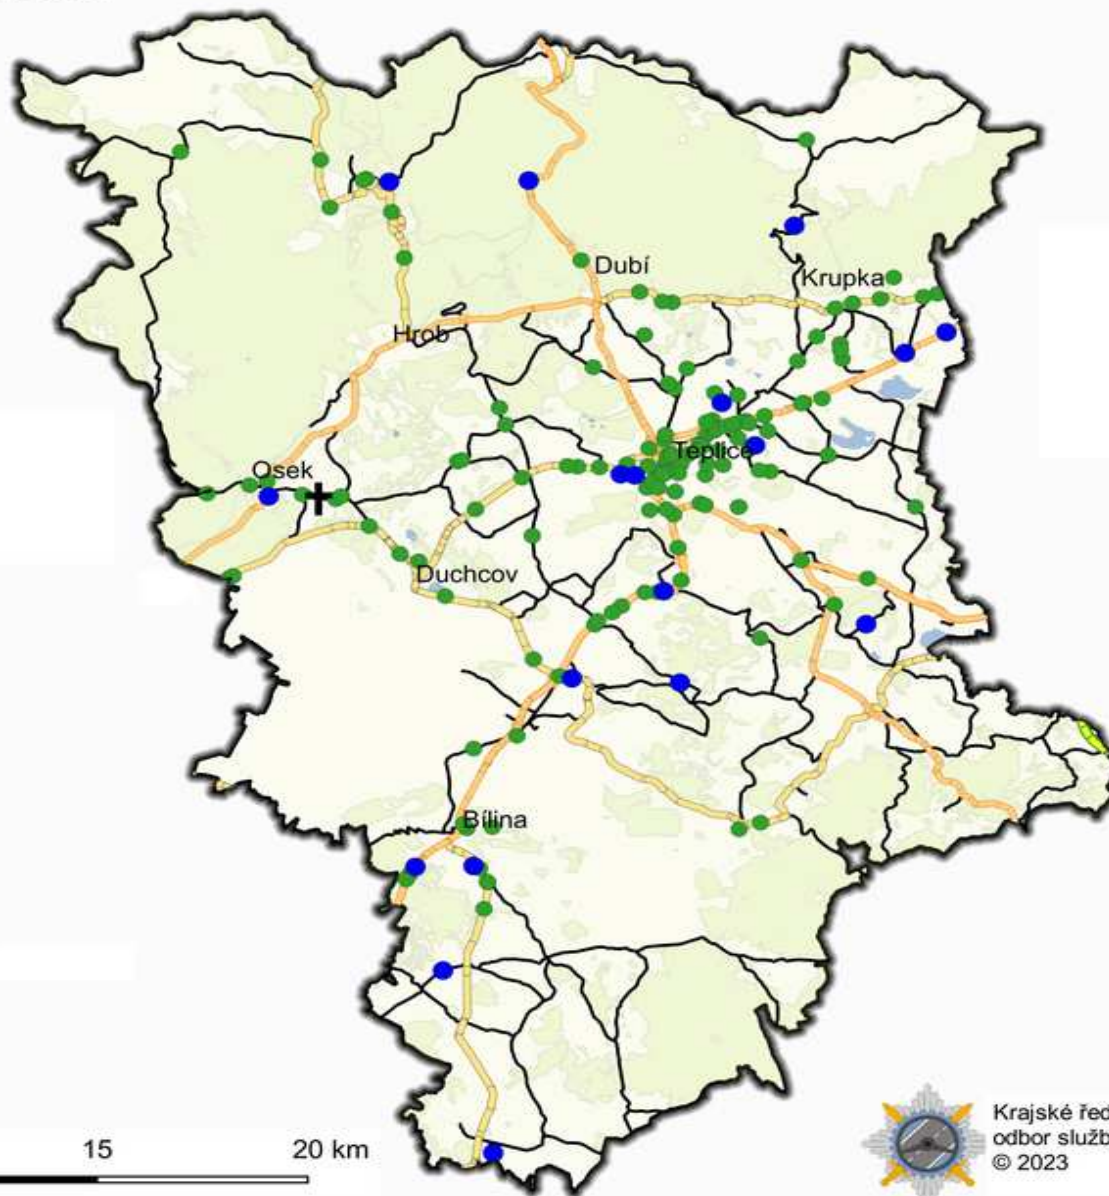 Dubí
Krupka
Hrob
Teplice
Osek
Duchcov
Bílina
15 20 km
Krajské řed
odbor služb
© 2023